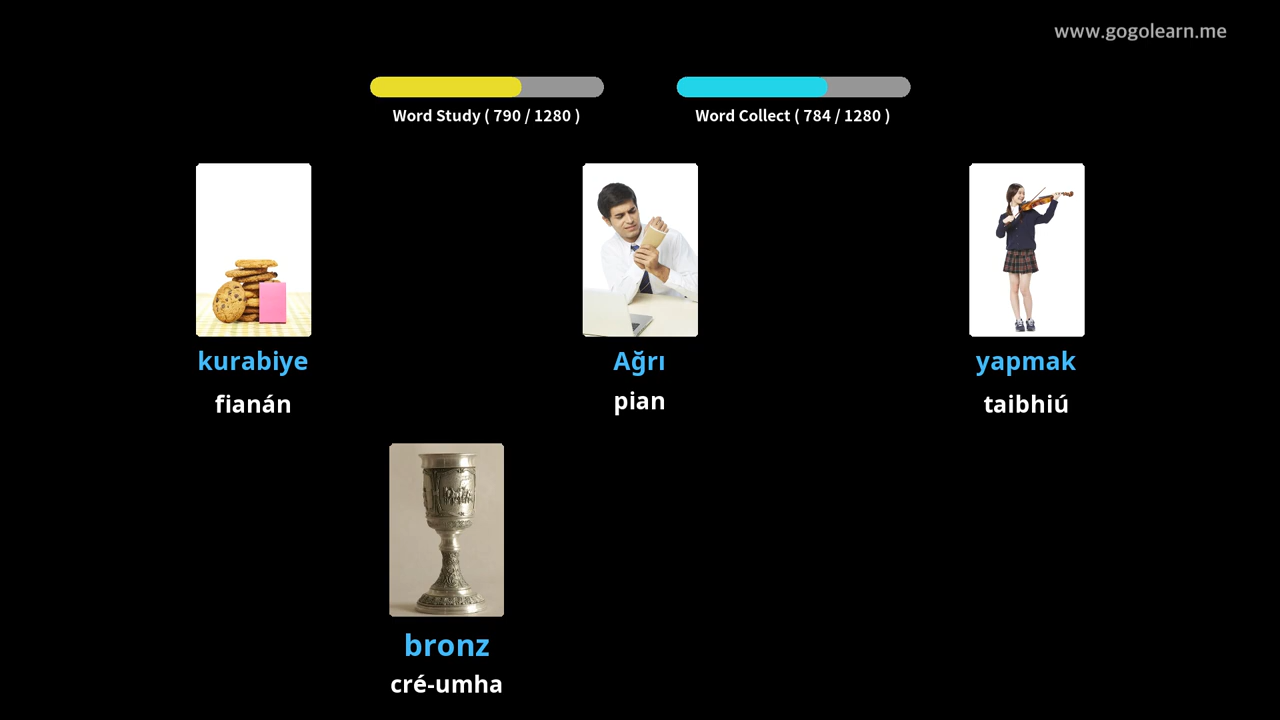 www.gogolearn.me
Word Study ( 790 / 1280 )
Word Collect ( 784 / 1280 )
kurabiye
fianán
Ağrı
pian
yapmak
taibhiú
bronz
cré-umha